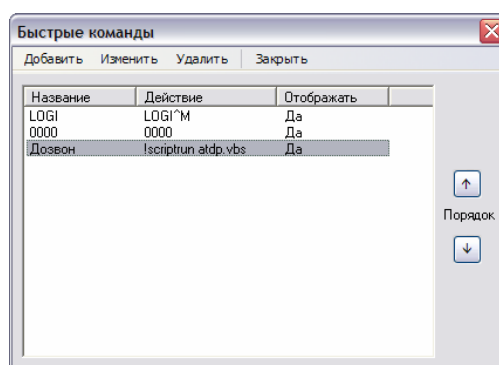 Быстрые команды
Добавить Изменить Удалить Закрыть
Название Действие Отображать
LOGI LOGI^M Да
0000 0000 Да
Дозвон !scriptrun atdp.vbs Да
Порядок